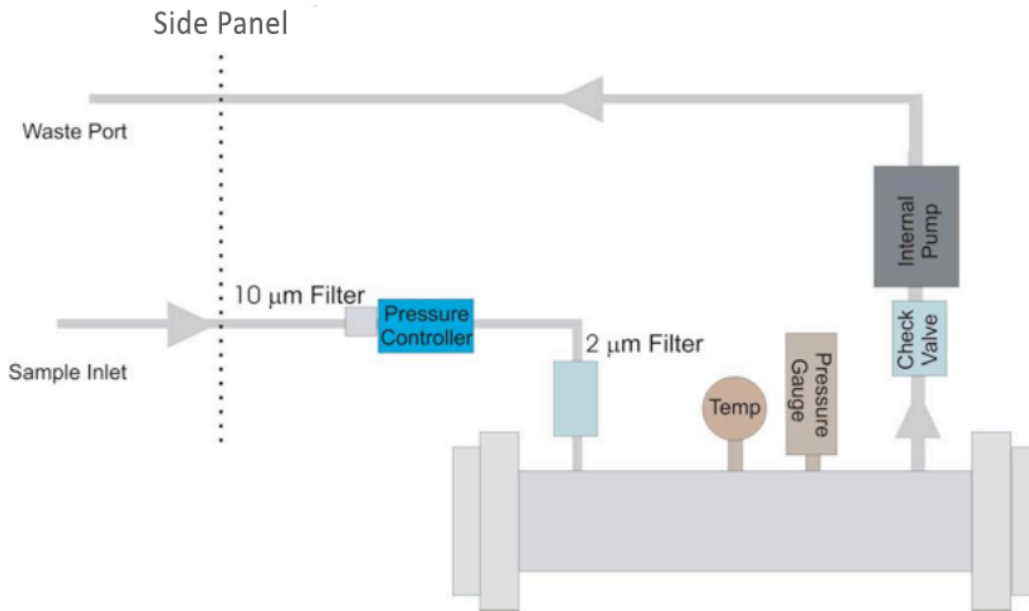 Side Panel
Waste Port
Internal
Pump
10 μm Filter
Pressure
Controller
2 μm Filter
Check
Valve
Sample Inlet
Temp
Pressure
Gauge